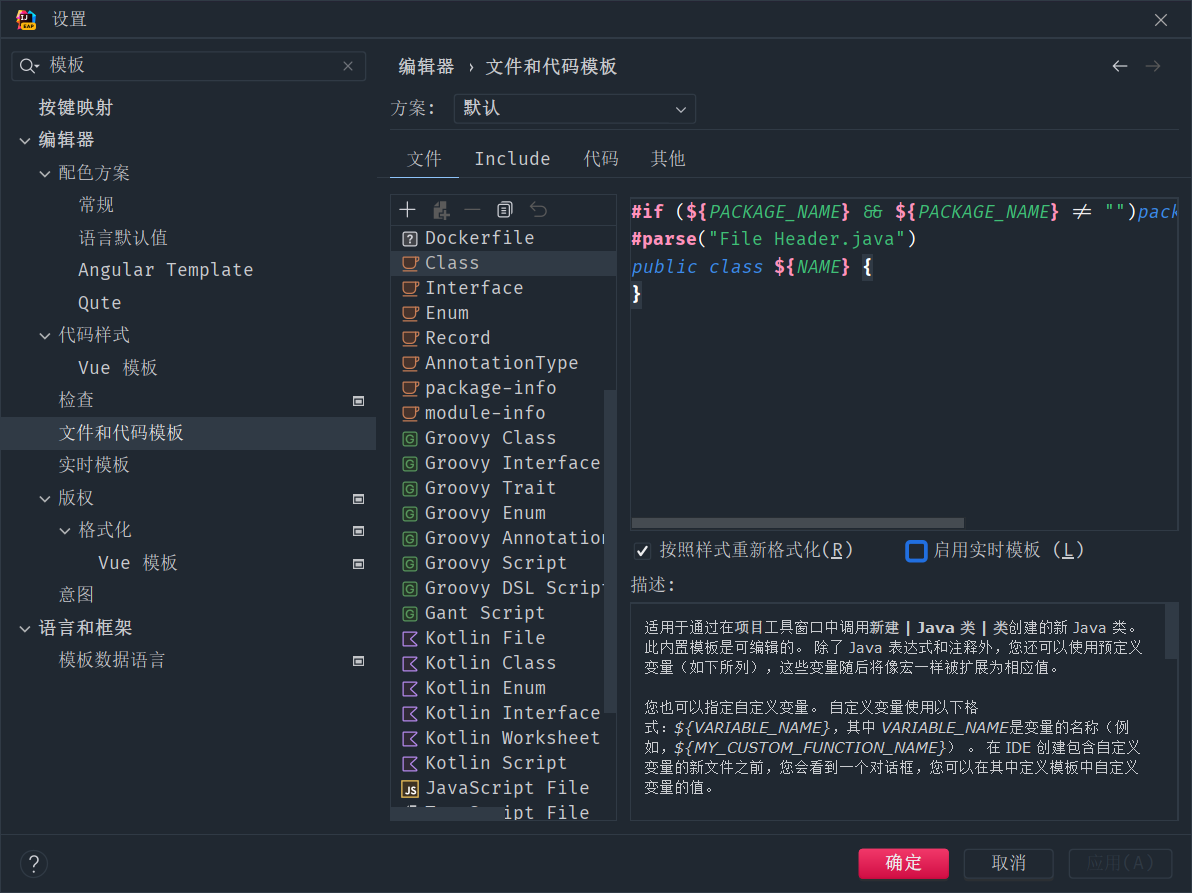 设置
模板
按键映射
编辑器
配色方案
常规
语言默认值
Angular Template
Qute
代码样式
Vue 模板
检查
文件和代码模板
实时模板
版权
格式化
Vue 模板
意图
语言和框架
模板数据语言
编辑器 › 文件和代码模板
方案：
默认
文件 Include 代码 其他
Dockerfile
Class
Interface
Enum
Record
AnnotationType
package-info
module-info
Groovy Class
Groovy Interface
Groovy Trait
Groovy Enum
Groovy Annotation
Groovy Script
Groovy DSL Script
Gant Script
Kotlin File
Kotlin Class
Kotlin Enum
Kotlin Interface
Kotlin Worksheet
Kotlin Script
JavaScript File
TypeScript File
#if (${PACKAGE_NAME} && ${PACKAGE_NAME} != "")pack
#parse("File Header.java")
public class ${NAME} {
}
按照样式重新格式化(R)
启用实时模板 (L)
描述：
适用于通过在项目工具窗口中调用新建 | Java 类 | 类创建的新 Java 类。
此内置模板是可编辑的。 除了 Java 表达式和注释外，您还可以使用预定义
变量（如下所列），这些变量随后将像宏一样被扩展为相应值。
您也可以指定自定义变量。 自定义变量使用以下格
式：${VARIABLE_NAME}，其中 VARIABLE_NAME是变量的名称（例
如，${MY_CUSTOM_FUNCTION_NAME}） 。 在 IDE 创建包含自定义
变量的新文件之前，您会看到一个对话框，您可以在其中定义模板中自定义
变量的值。
?
确定
取消
应用(A)